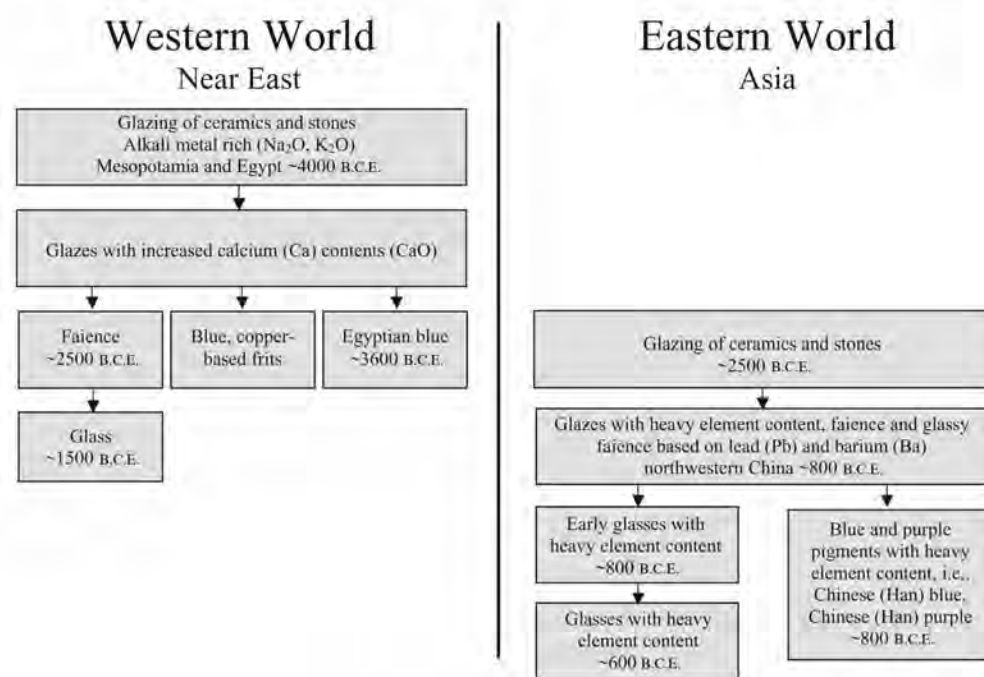 Western World
Near East
Glazing of ceramics and stones
Alkali metal rich (Na₂O, K₂O)
Mesopotamia and Egypt ~4000 B.C.E.
Glazes with increased calcium (Ca) contents (CaO)
Faience
~2500 B.C.E.
Blue, copper-
based frits
Egyptian blue
~3600 B.C.E.
Glass
~1500 B.C.E.
Eastern World
Asia
Glazing of ceramics and stones
~2500 B.C.E.
Glazes with heavy element content, faience and glassy
faience based on lead (Pb) and barium (Ba)
northwestern China ~800 B.C.E.
Early glasses with
heavy element content
~800 B.C.E.
Glasses with heavy
element content
~600 B.C.E.
Blue and purple
pigments with heavy
element content, i.e.,
Chinese (Han) blue,
Chinese (Han) purple
~800 B.C.E.